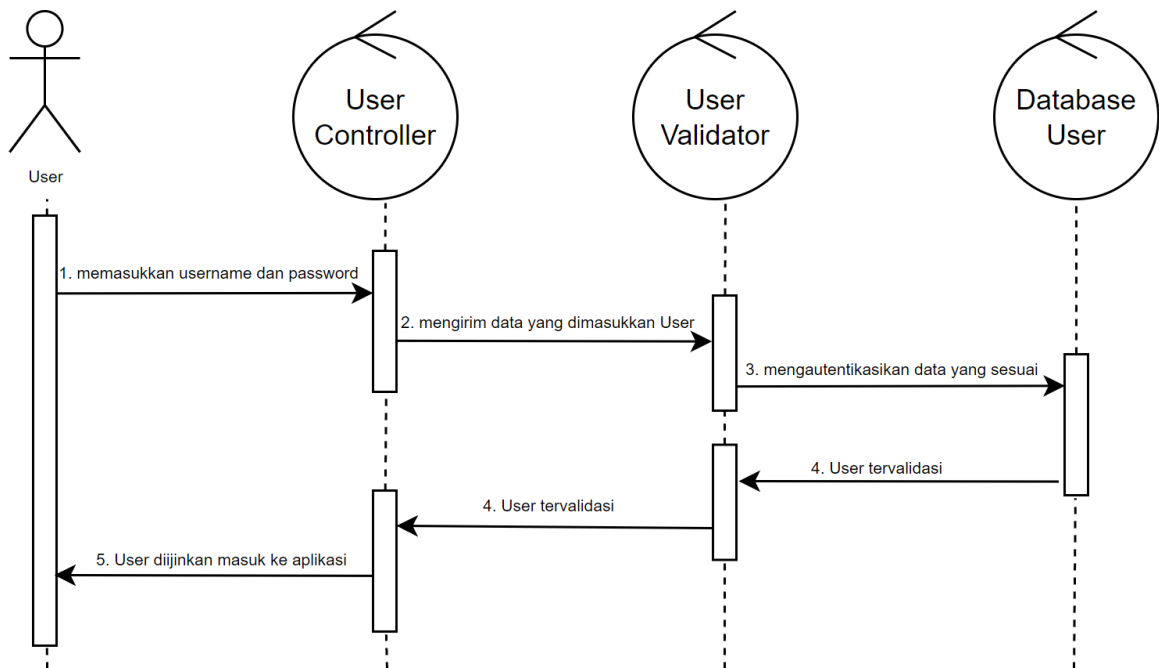 User
Controller
User
Validator
Database
User
User
1. memasukkan username dan password
2. mengirim data yang dimasukkan User
3. mengautentikasikan data yang sesuai
4. User tervalidasi
4. User tervalidasi
5. User diijinkan masuk ke aplikasi